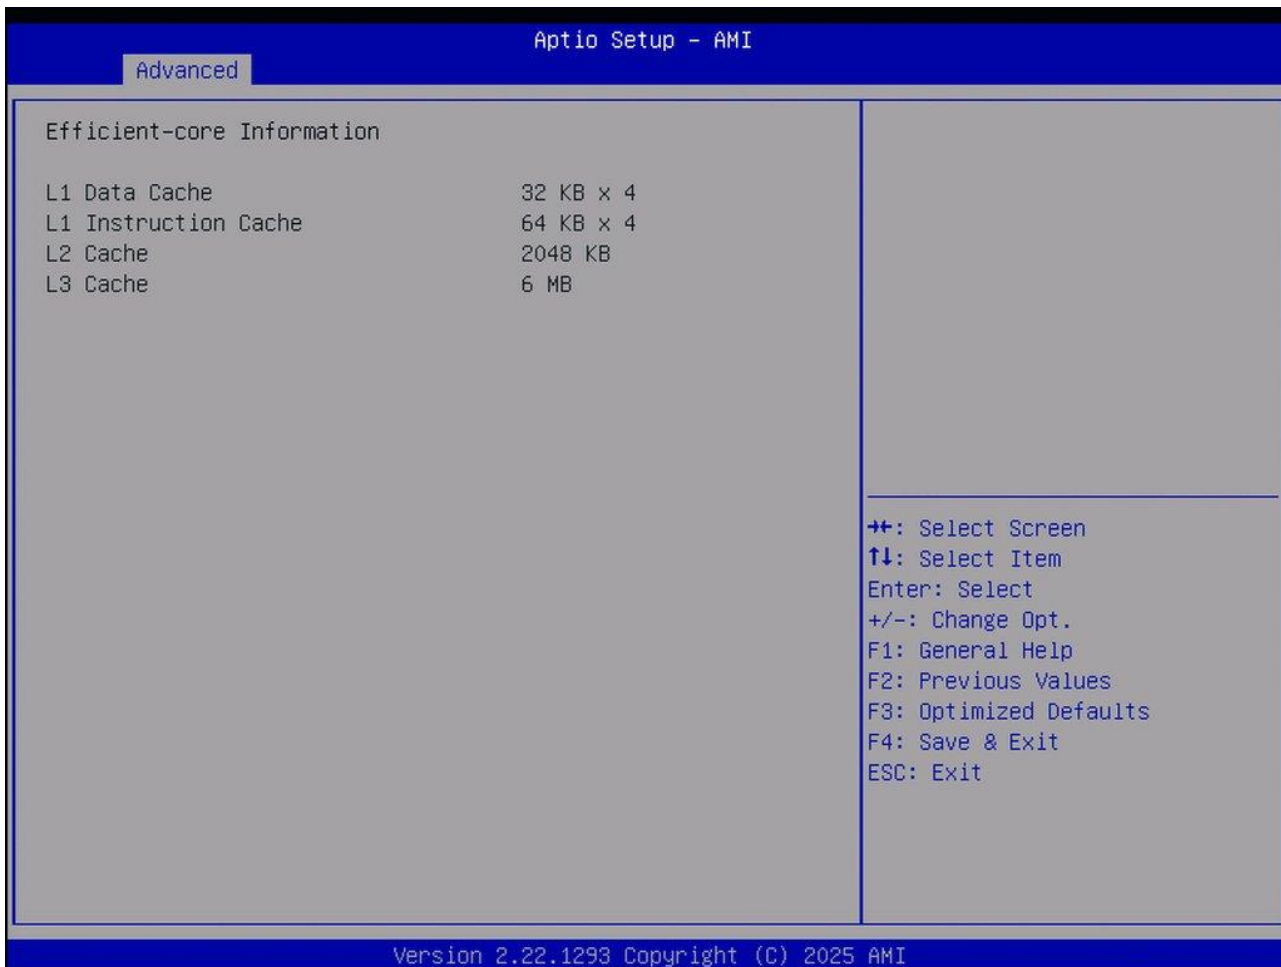 Aptio Setup - AMI
Advanced
Efficient-core Information
L1 Data Cache 32 KB x 4
L1 Instruction Cache 64 KB x 4
L2 Cache 2048 KB
L3 Cache 6 MB
→←: Select Screen
↑↓: Select Item
Enter: Select
+/-: Change Opt.
F1: General Help
F2: Previous Values
F3: Optimized Defaults
F4: Save & Exit
ESC: Exit
Version 2.22.1293 Copyright (C) 2025 AMI